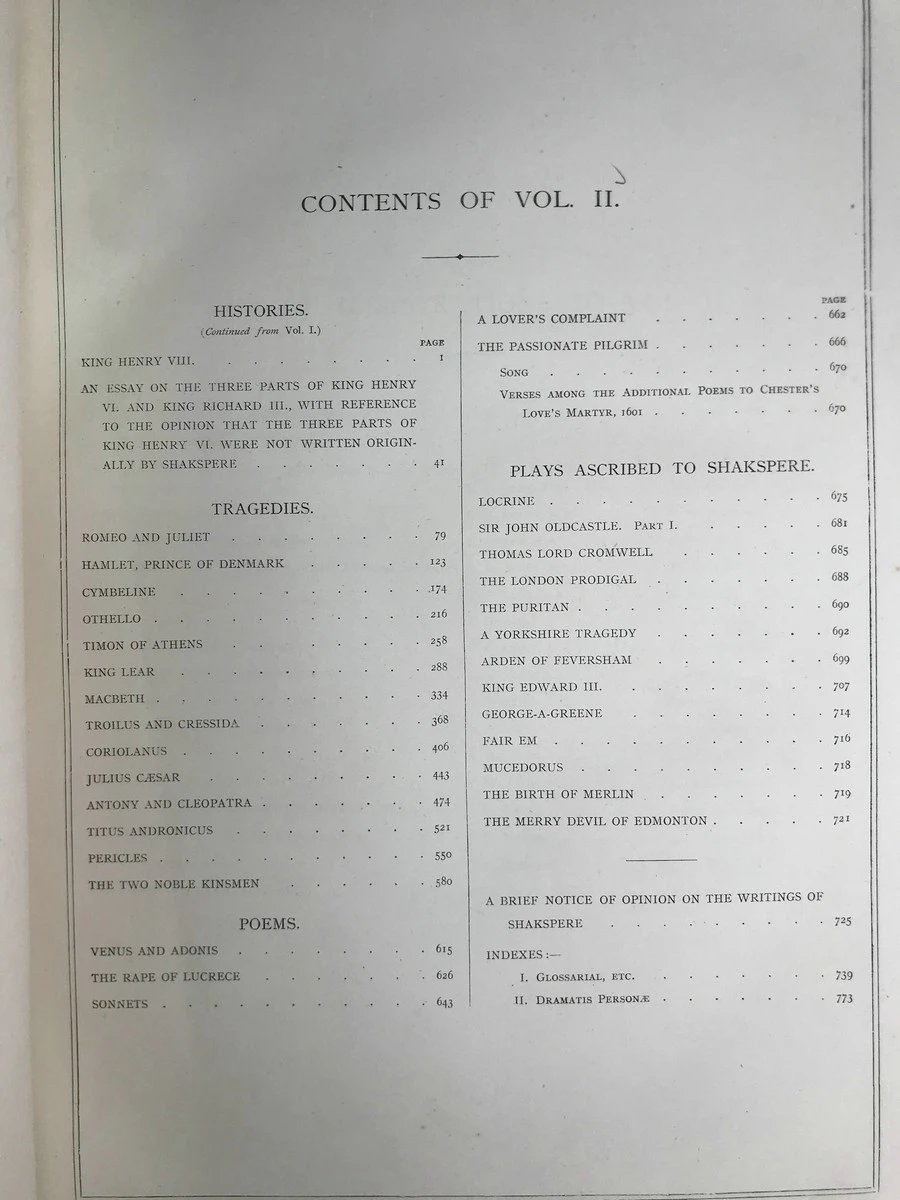 CONTENTS OF VOL. II.
HISTORIES.
(Continued from Vol. I.)
PAGE
KING HENRY VIII. . . . . . . . . 1
AN ESSAY ON THE THREE PARTS OF KING HENRY
VI. AND KING RICHARD III., WITH REFERENCE
TO THE OPINION THAT THE THREE PARTS OF
KING HENRY VI. WERE NOT WRITTEN ORIGIN-
ALLY BY SHAKSPERE . . . . . . . 41
TRAGEDIES.
ROMEO AND JULIET . . . . . . . . 79
HAMLET, PRINCE OF DENMARK . . . . . 123
CYMBELINE . . . . . . . . . . 174
OTHELLO . . . . . . . . . . . 216
TIMON OF ATHENS . . . . . . . . 258
KING LEAR . . . . . . . . . . 288
MACBETH . . . . . . . . . . . 334
TROILUS AND CRESSIDA . . . . . . . 368
CORIOLANUS . . . . . . . . . . 406
JULIUS CÆSAR . . . . . . . . . 443
ANTONY AND CLEOPATRA . . . . . . . 474
TITUS ANDRONICUS . . . . . . . . 521
PERICLES . . . . . . . . . . . 550
THE TWO NOBLE KINSMEN . . . . . . 580
POEMS.
VENUS AND ADONIS . . . . . . . . 615
THE RAPE OF LUCRECE . . . . . . . 626
SONNETS . . . . . . . . . . . 643
PAGE
A LOVER'S COMPLAINT . . . . . . . 662
THE PASSIONATE PILGRIM . . . . . . . 666
SONG . . . . . . . . . . . 670
VERSES AMONG THE ADDITIONAL POEMS TO CHESTER'S
LOVE'S MARTYR, 1601 . . . . . . . 670
PLAYS ASCRIBED TO SHAKSPERE.
LOCRINE . . . . . . . . . . . 675
SIR JOHN OLDCASTLE. PART I. . . . . . 681
THOMAS LORD CROMWELL . . . . . . 685
THE LONDON PRODIGAL . . . . . . . 688
THE PURITAN . . . . . . . . . . 690
A YORKSHIRE TRAGEDY . . . . . . . 692
ARDEN OF FEVERSHAM . . . . . . . 699
KING EDWARD III. . . . . . . . . 707
GEORGE-A-GREENE . . . . . . . . 714
FAIR EM . . . . . . . . . . . 716
MUCEDORUS . . . . . . . . . . 718
THE BIRTH OF MERLIN . . . . . . . 719
THE MERRY DEVIL OF EDMONTON . . . . . 721
A BRIEF NOTICE OF OPINION ON THE WRITINGS OF
SHAKSPERE . . . . . . . . . 725
INDEXES:—
I. GLOSSARIAL, ETC. . . . . . . . 739
II. DRAMATIS PERSONÆ . . . . . . . 773